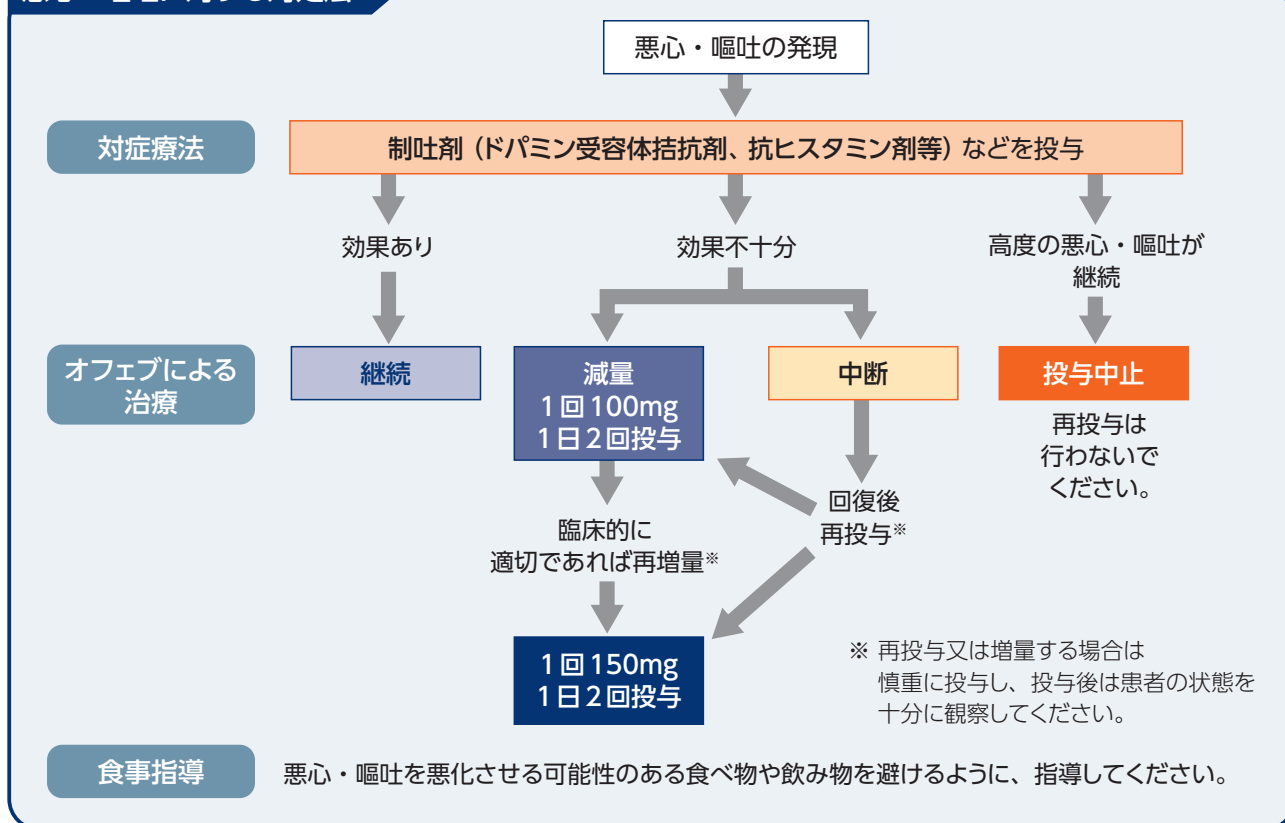 悪心・嘔吐の発現
対症療法
制吐剤（ドパミン受容体拮抗剤、抗ヒスタミン剤等）などを投与
効果あり
効果不十分
高度の悪心・嘔吐が
継続
オフェブによる
治療
継続
減量
1回100mg
1日2回投与
中断
投与中止
再投与は
行わないで
ください。
回復後
再投与※
臨床的に
適切であれば再増量※
1回150mg
1日2回投与
※ 再投与又は増量する場合は
慎重に投与し、投与後は患者の状態を
十分に観察してください。
食事指導
悪心・嘔吐を悪化させる可能性のある食べ物や飲み物を避けるように、指導してください。